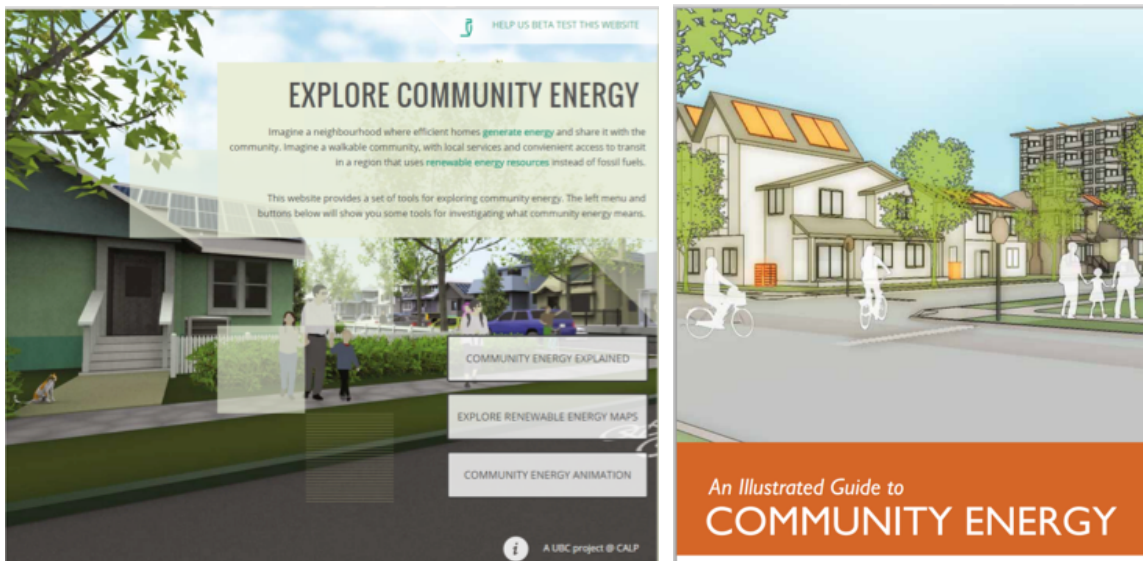 HELP US BETA TEST THIS WEBSITE
EXPLORE COMMUNITY ENERGY
Imagine a neighbourhood where efficient homes generate energy and share it with the
community. Imagine a walkable community, with local services and convienient access to transit
in a region that uses renewable energy resources instead of fossil fuels.
This website provides a set of tools for exploring community energy. The left menu and
buttons below will show you some tools for investigating what community energy means.
COMMUNITY ENERGY EXPLAINED
EXPLORE RENEWABLE ENERGY MAPS
COMMUNITY ENERGY ANIMATION
i A UBC project @ CALP
An Illustrated Guide to
COMMUNITY ENERGY